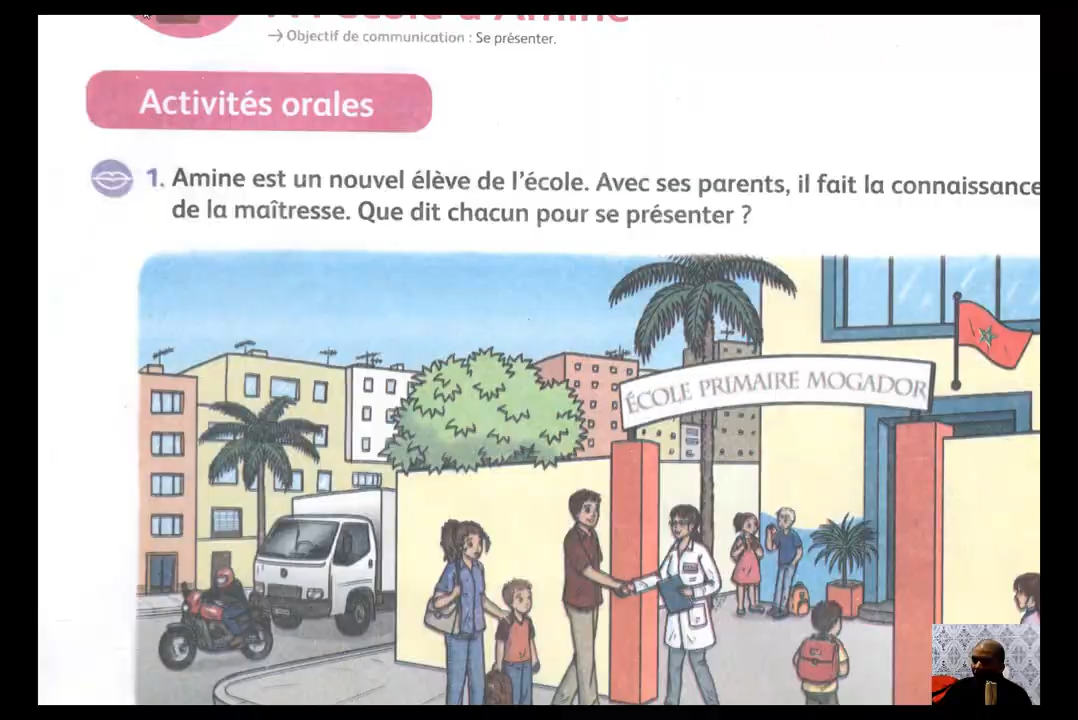 → Objectif de communication : Se présenter.
Activités orales
1. Amine est un nouvel élève de l'école. Avec ses parents, il fait la connaissance
de la maîtresse. Que dit chacun pour se présenter ?
ÉCOLE PRIMAIRE MOGADOR